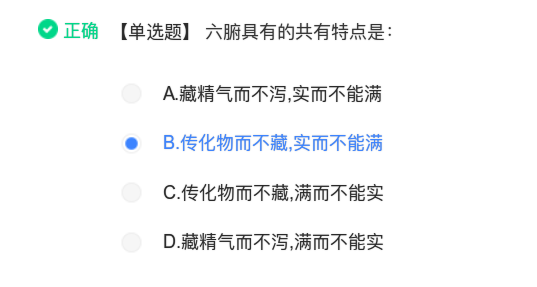 正确 【单选题】 六腑具有的共有特点是:
A.藏精气而不泻,实而不能满
B.传化物而不藏,实而不能满
C.传化物而不藏,满而不能实
D.藏精气而不泻,满而不能实